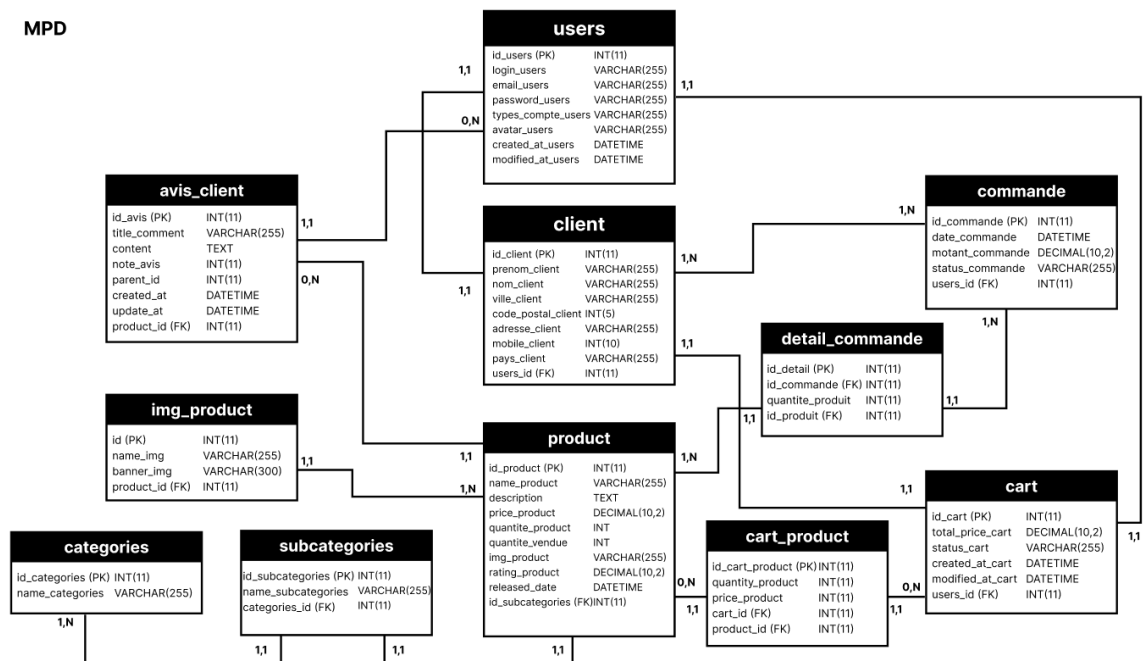 MPD
users
id_users (PK) INT(11)
login_users VARCHAR(255)
email_users VARCHAR(255)
password_users VARCHAR(255)
types_compte_users VARCHAR(255)
avatar_users VARCHAR(255)
created_at_users DATETIME
modified_at_users DATETIME
1,1
0,N
1,1
avis_client
id_avis (PK) INT(11)
title_comment VARCHAR(255)
content TEXT
note_avis INT(11)
parent_id INT(11)
created_at DATETIME
update_at DATETIME
product_id (FK) INT(11)
1,1
0,N
client
id_client (PK) INT(11)
prenom_client VARCHAR(255)
nom_client VARCHAR(255)
ville_client VARCHAR(255)
code_postal_client INT(5)
adresse_client VARCHAR(255)
mobile_client INT(10)
pays_client VARCHAR(255)
users_id (FK) INT(11)
1,1
1,N
1,1
commande
id_commande (PK) INT(11)
date_commande DATETIME
motant_commande DECIMAL(10,2)
status_commande VARCHAR(255)
users_id (FK) INT(11)
1,N
1,N
detail_commande
id_detail (PK) INT(11)
id_commande (FK) INT(11)
quantite_produit INT(11)
id_produit (FK) INT(11)
1,1
1,1
img_product
id (PK) INT(11)
name_img VARCHAR(255)
banner_img VARCHAR(300)
product_id (FK) INT(11)
1,1
product
id_product (PK) INT(11)
name_product VARCHAR(255)
description TEXT
price_product DECIMAL(10,2)
quantite_product INT
quantite_vendue INT
img_product VARCHAR(255)
rating_product DECIMAL(10,2)
released_date DATETIME
id_subcategories (FK) INT(11)
1,1
1,N
1,N
0,N
1,1
1,1
cart
id_cart (PK) INT(11)
total_price_cart DECIMAL(10,2)
status_cart VARCHAR(255)
created_at_cart DATETIME
modified_at_cart DATETIME
users_id (FK) INT(11)
1,1
1,1
0,N
cart_product
id_cart_product (PK) INT(11)
quantity_product INT(11)
price_product INT(11)
cart_id (FK) INT(11)
product_id (FK) INT(11)
1,1
1,1
categories
id_categories (PK) INT(11)
name_categories VARCHAR(255)
1,N
subcategories
id_subcategories (PK) INT(11)
name_subcategories VARCHAR(255)
categories_id (FK) INT(11)
1,1
1,1